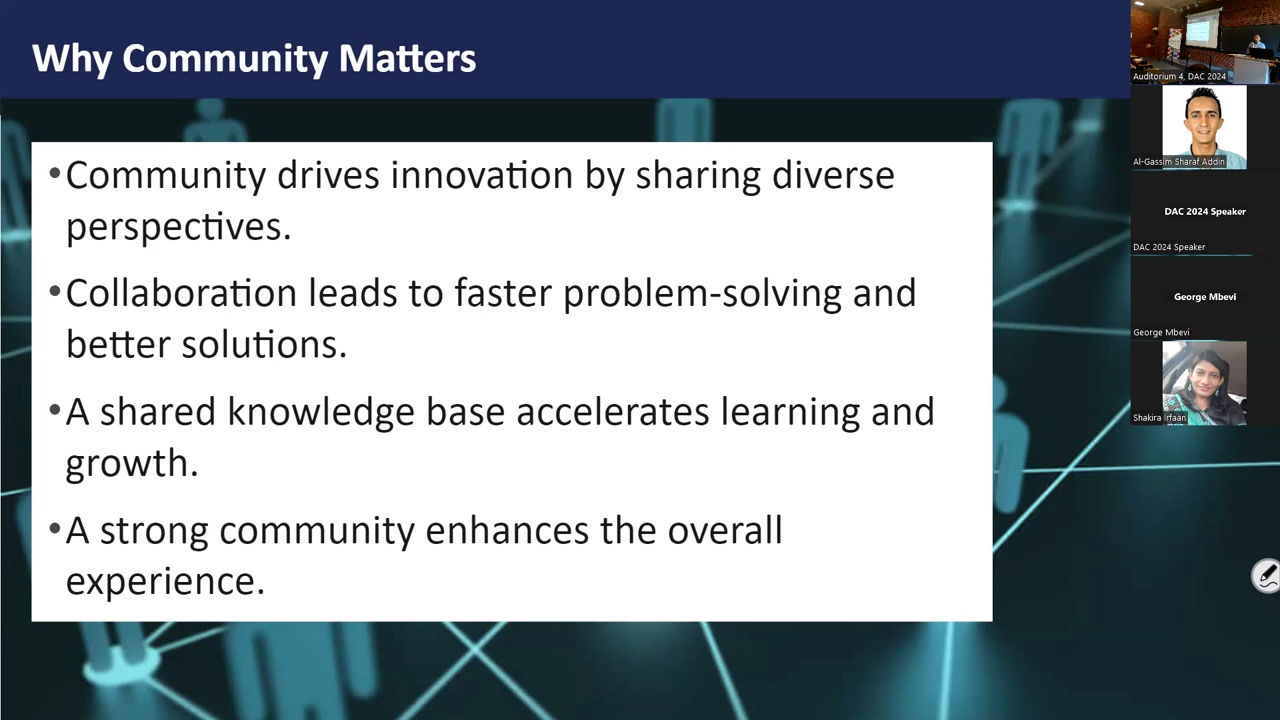 Why Community Matters
•Community drives innovation by sharing diverse
perspectives.
•Collaboration leads to faster problem-solving and
better solutions.
•A shared knowledge base accelerates learning and
growth.
•A strong community enhances the overall
experience.
Auditorium 4, DAC 2024
Al-Gassim Sharaf Addin
DAC 2024 Speaker
DAC 2024 Speaker
George Mbevi
George Mbevi
Shakira Irfaan